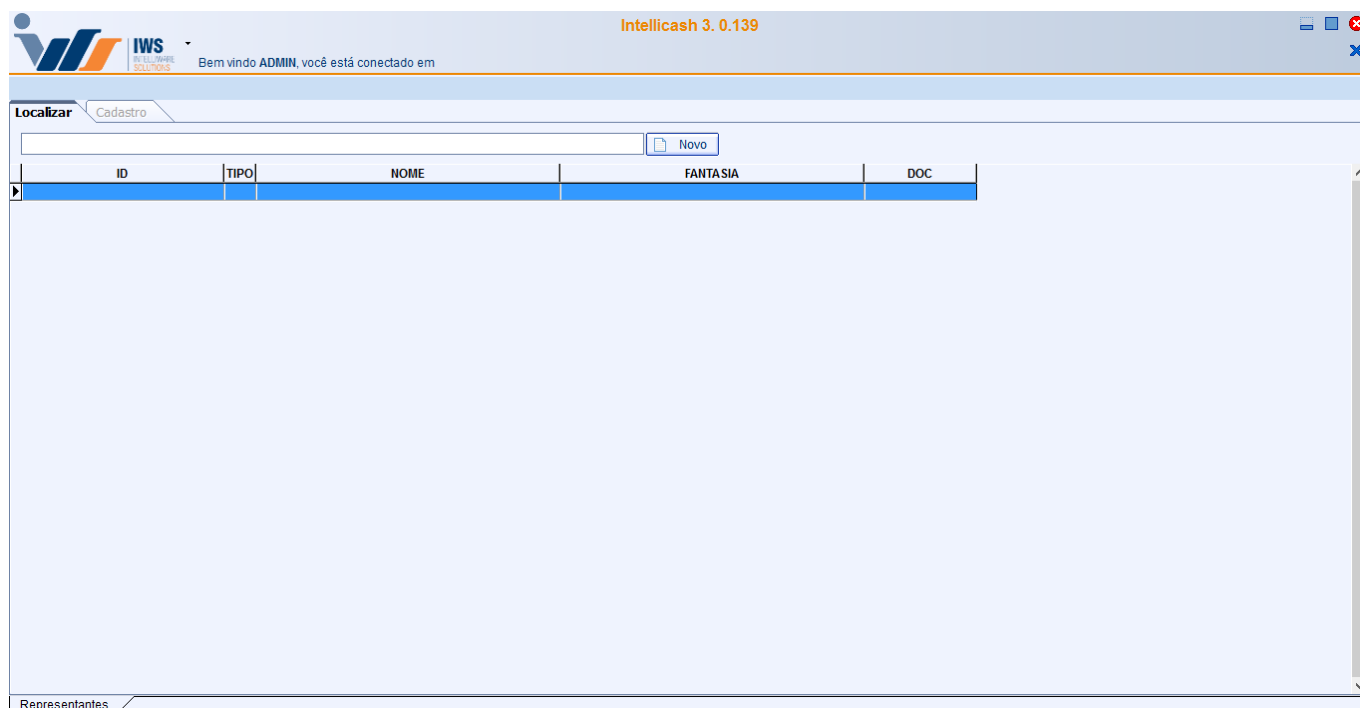 Intellicash 3. 0.139
IWS
INTELLIWARE
SOLUTIONS
Bem vindo ADMIN, você está conectado em
Localizar Cadastro
Novo
ID TIPO NOME FANTASIA DOC
Representantes